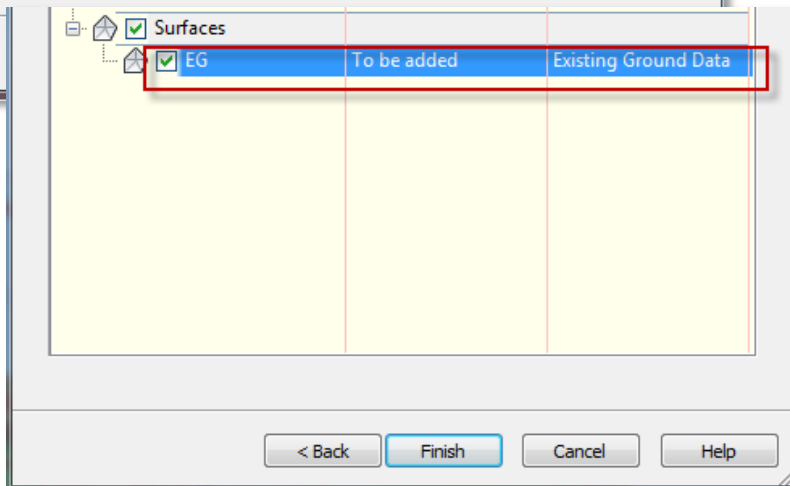 Surfaces
EG To be added Existing Ground Data
< Back Finish Cancel Help